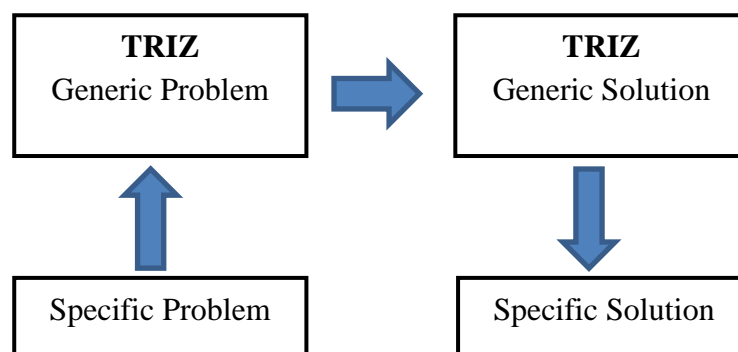 TRIZ
Generic Problem
TRIZ
Generic Solution
Specific Problem
Specific Solution